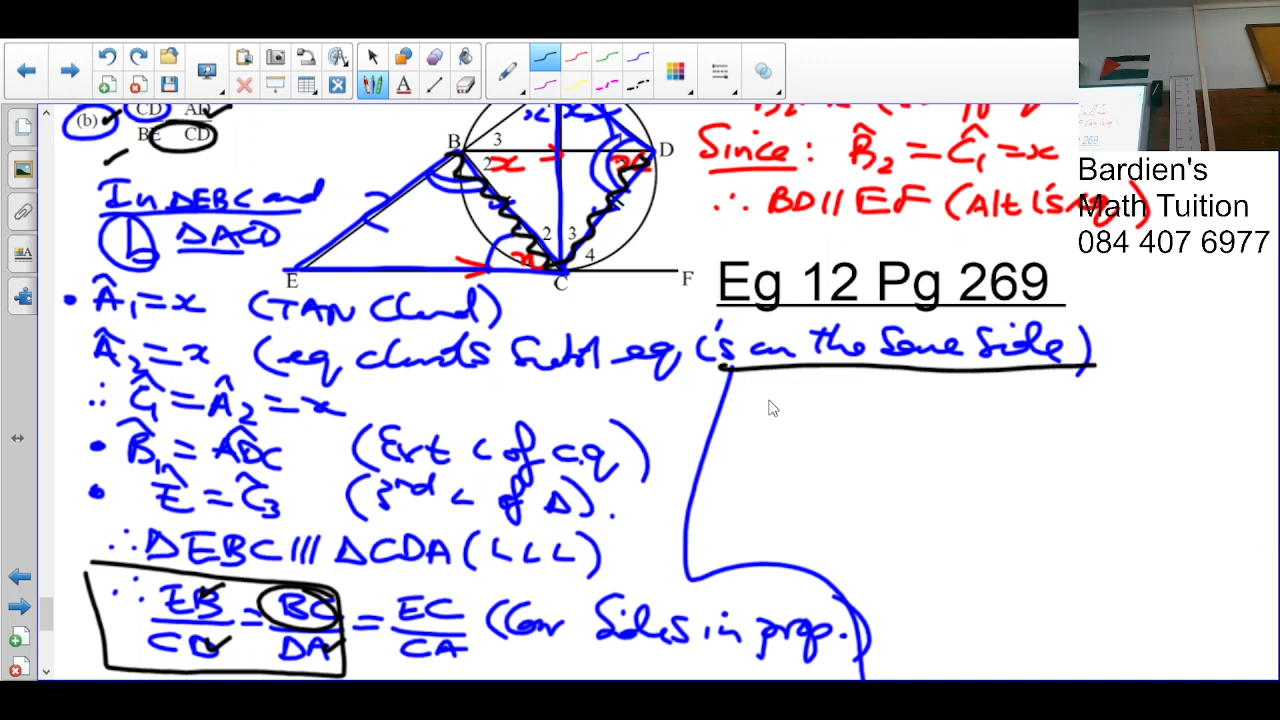 (b) CD AD
BE CD
In ΔEBC and
ΔACD
B 3 D
2 x
2 3
x 4
E C F
Since: B̂₂ = Ĉ₁ = x
∴ BD // EF (Alt ∠'s eq)
Bardien's
Math Tuition
084 407 6977
Eg 12 Pg 269
• Â₁ = x (TAN Chord)
Â₂ = x (eq chords Subt eq ∠'s on the Same Side)
∴ Ĉ₁ = Â₂ = x
• B̂₁ = AD̂C (Ext ∠ of c.q)
• Ê = Ĉ₃ (3rd ∠ of Δ).
∴ ΔEBC /// ΔCDA (∠∠∠)
∴ EB/CD = BC/DA = EC/CA (Corr Sides in prop.)